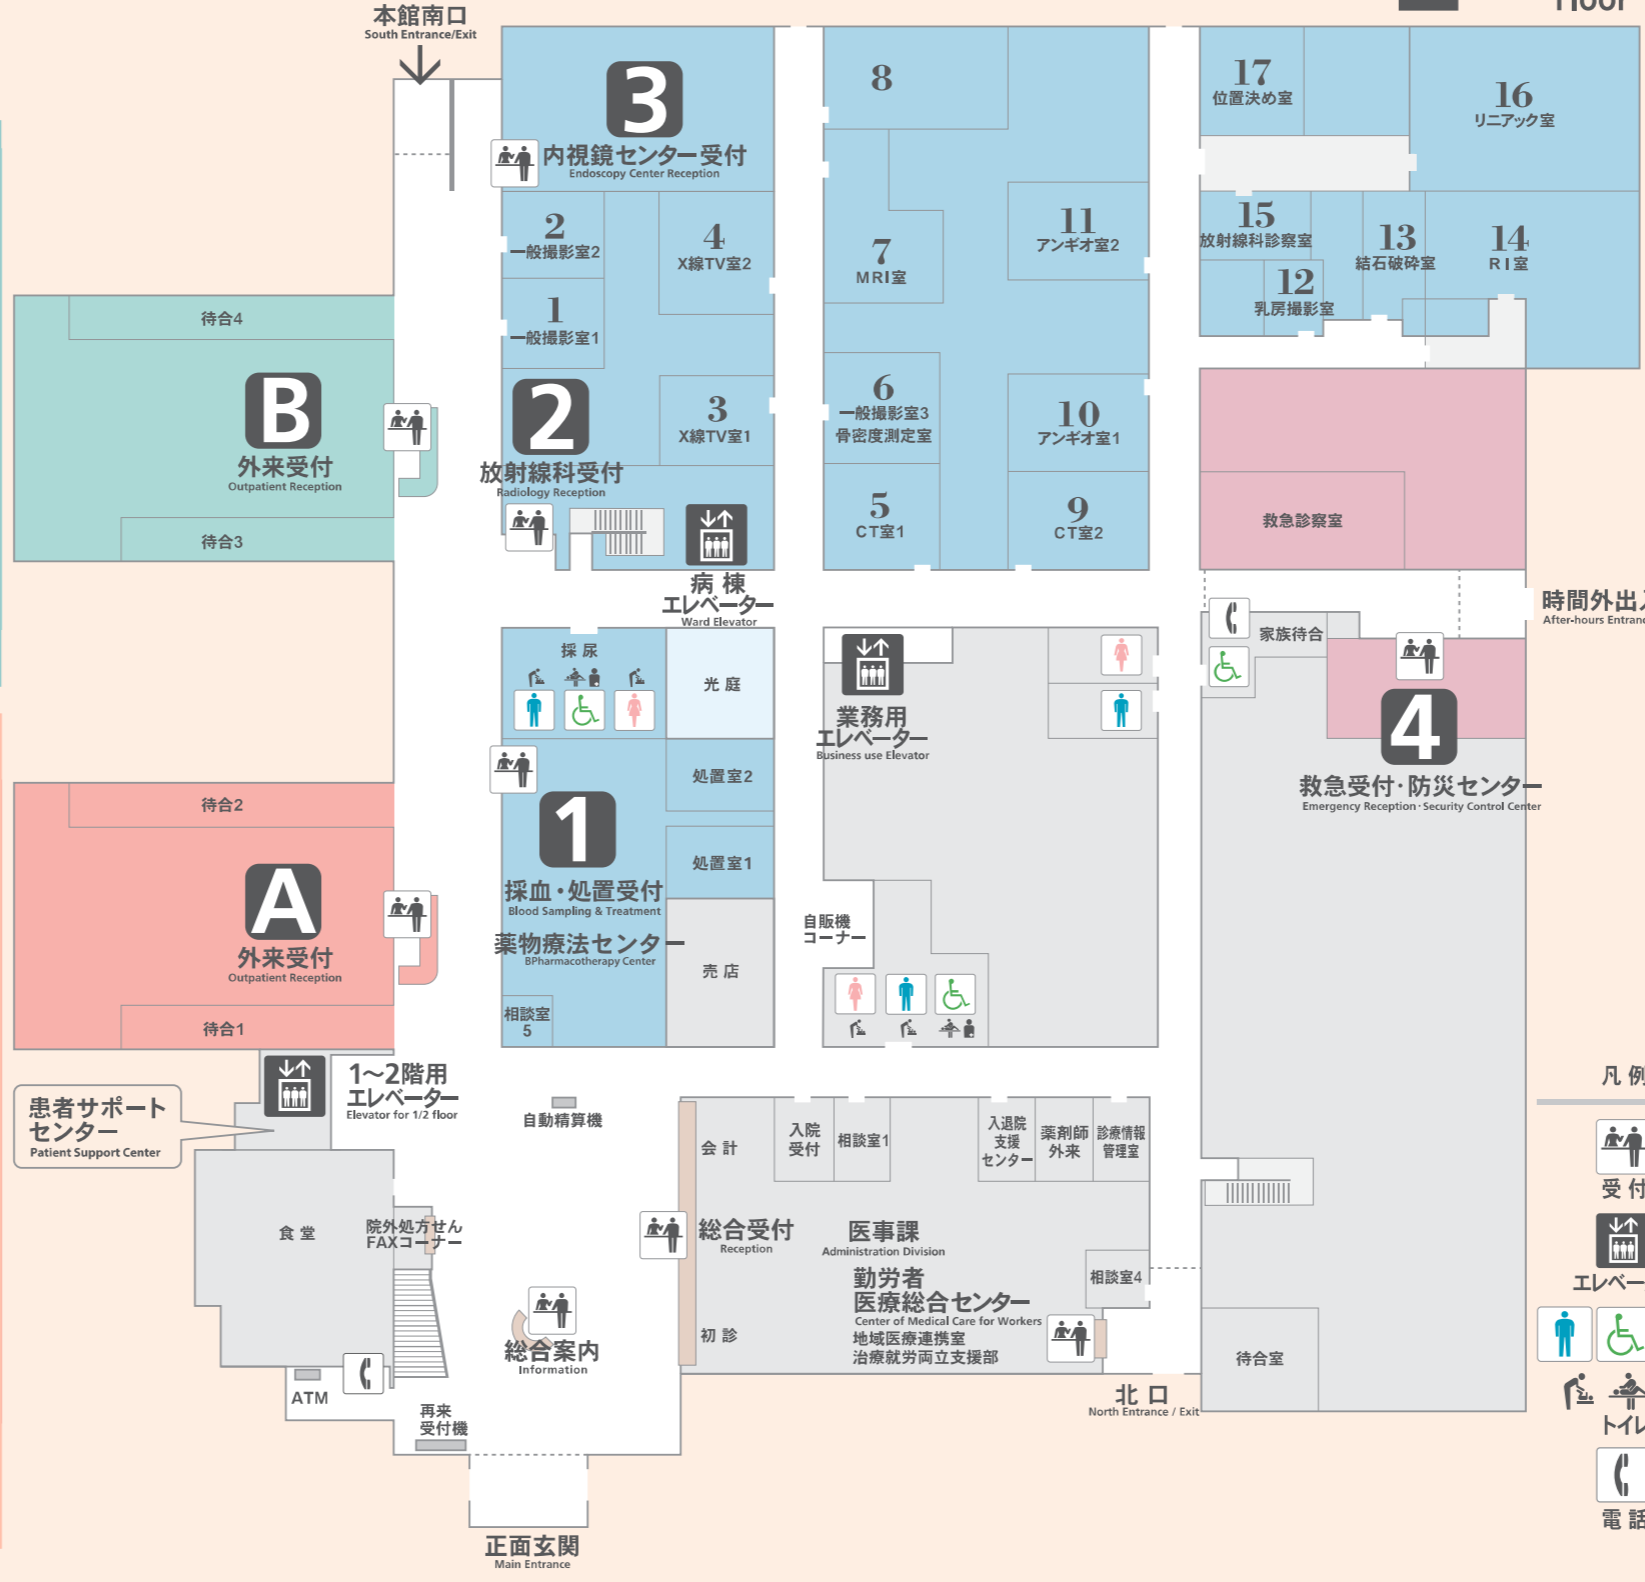 本館南口
South Entrance/Exit
3
内視鏡センター受付
Endoscopy Center Reception
2
一般撮影室2
4
X線TV室2
1
一般撮影室1
3
X線TV室1
2
放射線科受付
Radiology Reception
病棟
エレベーター
Ward Elevator
8
7
MRI室
11
アンギオ室2
6
一般撮影室3
骨密度測定室
10
アンギオ室1
5
CT室1
9
CT室2
17
位置決め室
16
リニアック室
15
放射線科診察室
13
結石破砕室
14
RI室
12
乳房撮影室
救急診察室
時間外出
After-hours Entranc
家族待合
4
救急受付・防災センター
Emergency Reception・Security Control Center
待合4
B
外来受付
Outpatient Reception
待合3
待合2
A
外来受付
Outpatient Reception
待合1
採尿
光庭
処置室2
1
処置室1
採血・処置受付
Blood Sampling & Treatment
薬物療法センター
BPharmacotherapy Center
売店
相談室
5
業務用
エレベーター
Business use Elevator
自販機
コーナー
1～2階用
エレベーター
Elevator for 1/2 floor
患者サポート
センター
Patient Support Center
自動精算機
会計
入院
受付
相談室1
入退院
支援
センター
薬剤師
外来
診療情報
管理室
食堂
院外処方せん
FAXコーナー
総合受付
Reception
医事課
Administration Division
勤労者
医療総合センター
Center of Medical Care for Workers
地域医療連携室
治療就労両立支援部
相談室4
初診
総合案内
Information
ATM
再来
受付機
待合室
北口
North Entrance / Exit
正面玄関
Main Entrance
凡例
受付
エレベー
トイレ
電話